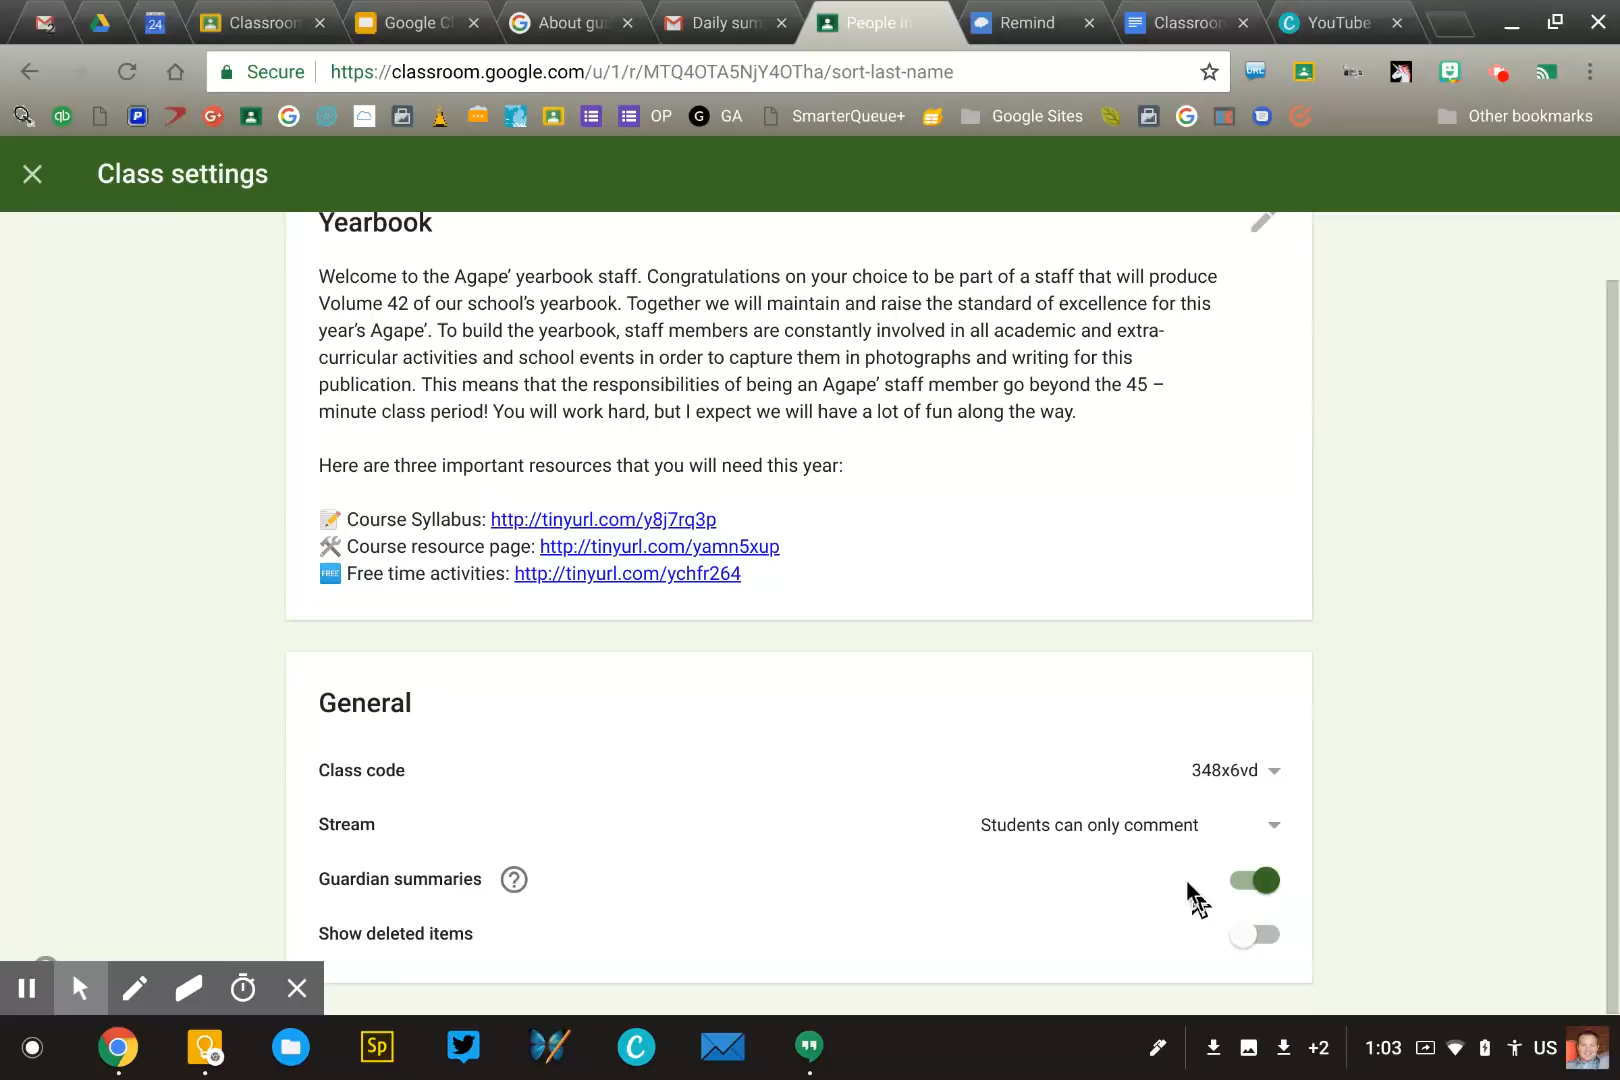 Classroom
Google Cl
About gu
Daily sum
People in
Remind
Classroom
YouTube
Secure
https://classroom.google.com/u/1/r/MTQ4OTA5NjY4OTha/sort-last-name
OP
GA
SmarterQueue+
Google Sites
Other bookmarks
Class settings
Yearbook
Welcome to the Agape’ yearbook staff. Congratulations on your choice to be part of a staff that will produce
Volume 42 of our school’s yearbook. Together we will maintain and raise the standard of excellence for this
year’s Agape’. To build the yearbook, staff members are constantly involved in all academic and extra-
curricular activities and school events in order to capture them in photographs and writing for this
publication. This means that the responsibilities of being an Agape’ staff member go beyond the 45 –
minute class period! You will work hard, but I expect we will have a lot of fun along the way.
Here are three important resources that you will need this year:
Course Syllabus: http://tinyurl.com/y8j7rq3p
Course resource page: http://tinyurl.com/yamn5xup
FREE Free time activities: http://tinyurl.com/ychfr264
General
Class code
348x6vd
Stream
Students can only comment
Guardian summaries ?
Show deleted items
Sp
+2
1:03
US